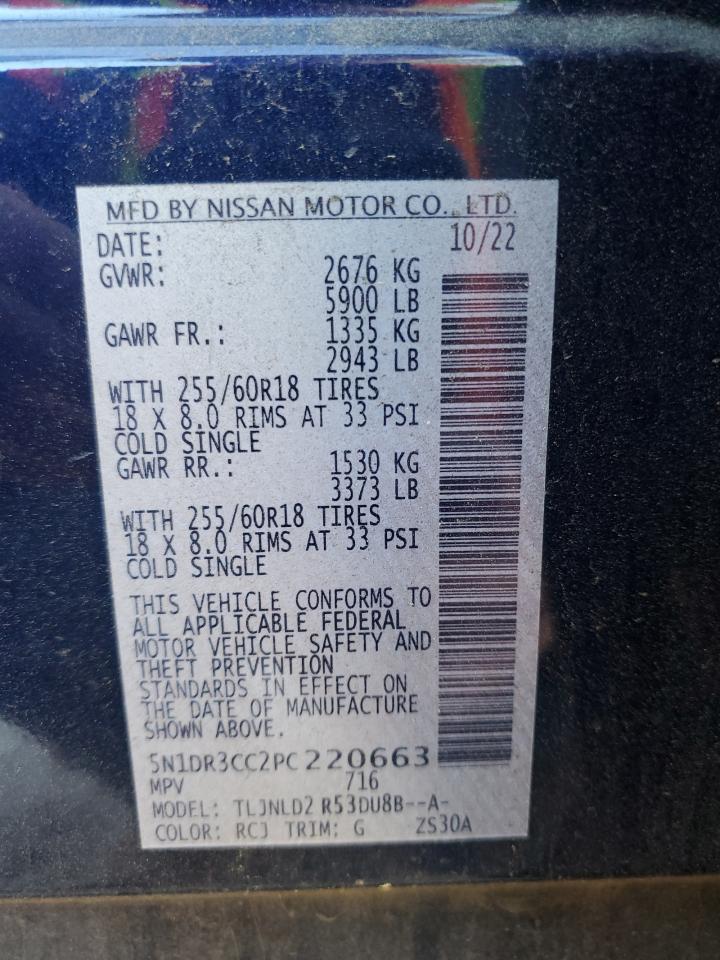 MFD BY NISSAN MOTOR CO., LTD.
DATE: 10/22
GVWR: 2676 KG
5900 LB
GAWR FR.: 1335 KG
2943 LB
WITH 255/60R18 TIRES
18 X 8.0 RIMS AT 33 PSI
COLD SINGLE
GAWR RR.: 1530 KG
3373 LB
WITH 255/60R18 TIRES
18 X 8.0 RIMS AT 33 PSI
COLD SINGLE
THIS VEHICLE CONFORMS TO
ALL APPLICABLE FEDERAL
MOTOR VEHICLE SAFETY AND
THEFT PREVENTION
STANDARDS IN EFFECT ON
THE DATE OF MANUFACTURE
SHOWN ABOVE.
5N1DR3CC2PC220663
MPV 716
MODEL: TLJNLD2 R53DU8B--A-
COLOR: RCJ TRIM: G ZS30A